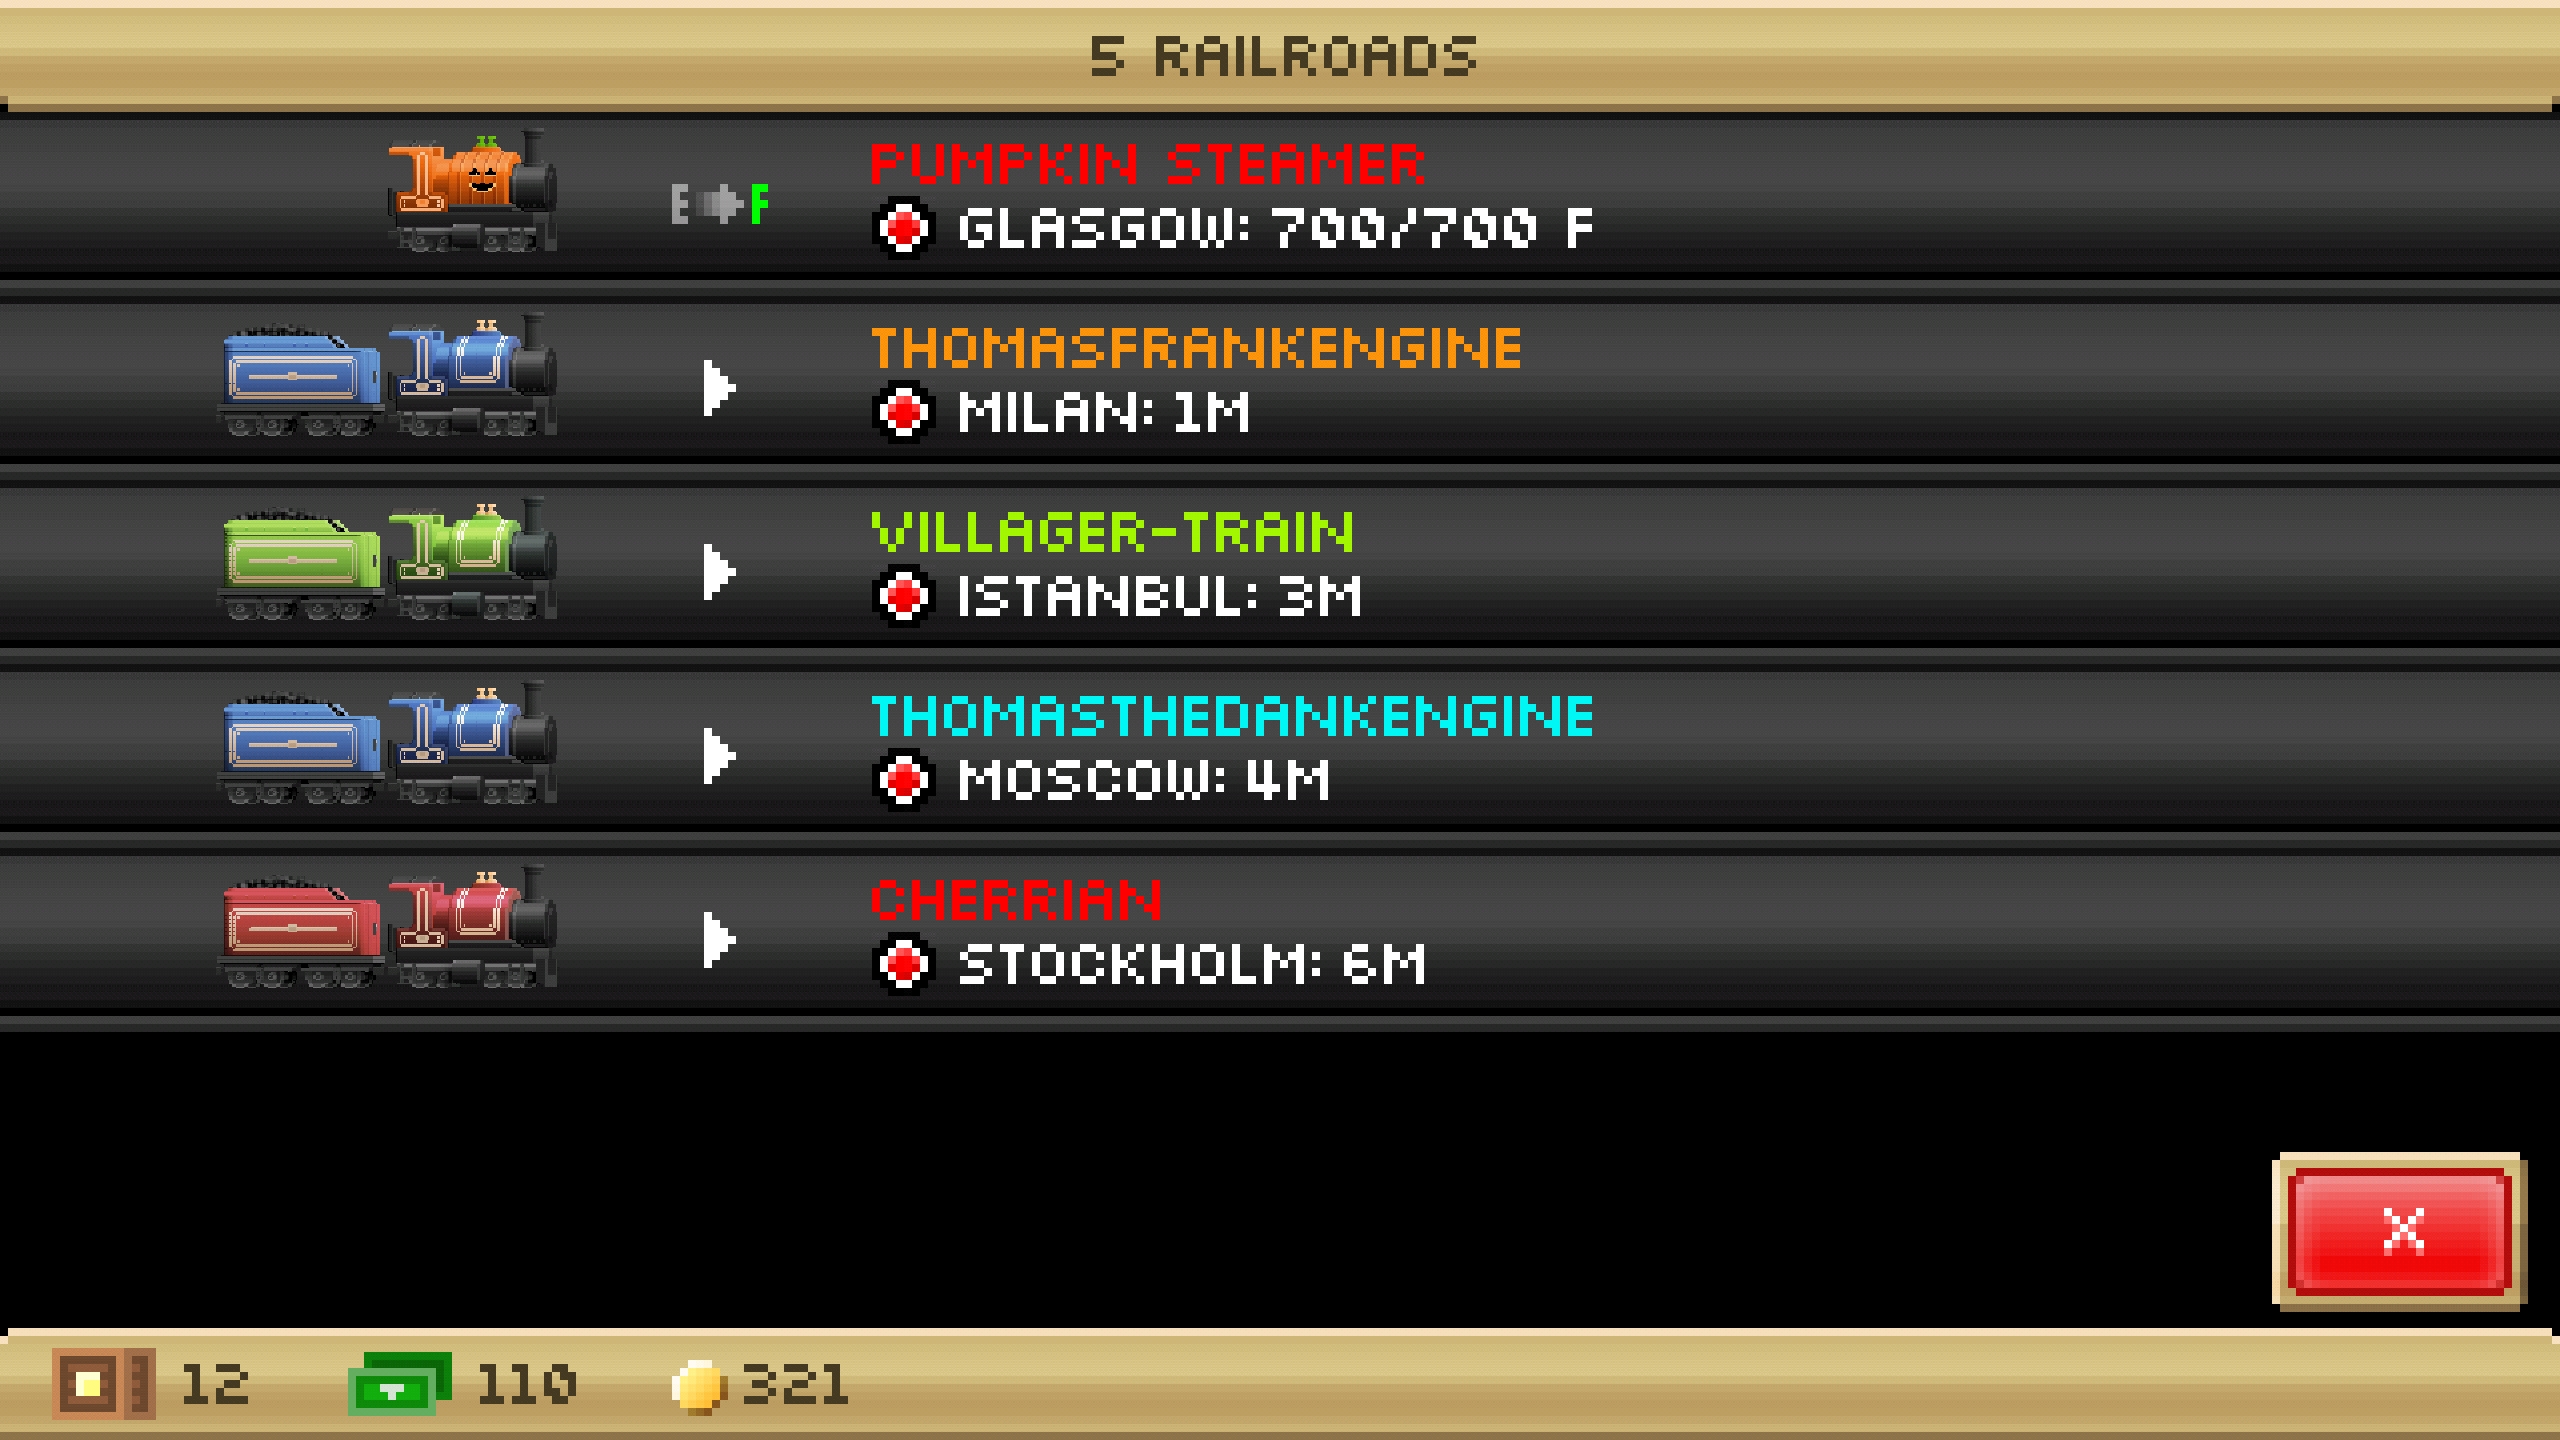 5 RAILROADS
PUMPKIN STEAMER
E F
GLASGOW: 700/700 F
THOMASFRANKENGINE
MILAN: 1M
VILLAGER-TRAIN
ISTANBUL: 3M
THOMASTHEDANKENGINE
MOSCOW: 4M
CHERRIAN
STOCKHOLM: 6M
X
12 110 321